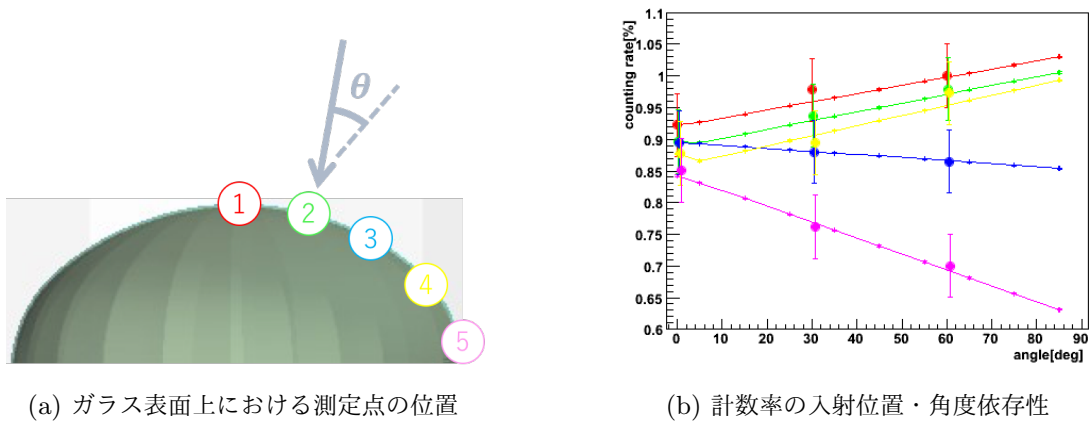 θ
1
2
3
4
5
(a) ガラス表面上における測定点の位置
counting rate[%]
1.1
1.05
1
0.95
0.9
0.85
0.8
0.75
0.7
0.65
0.6
0 10 20 30 40 50 60 70 80 90
angle[deg]
(b) 計数率の入射位置・角度依存性